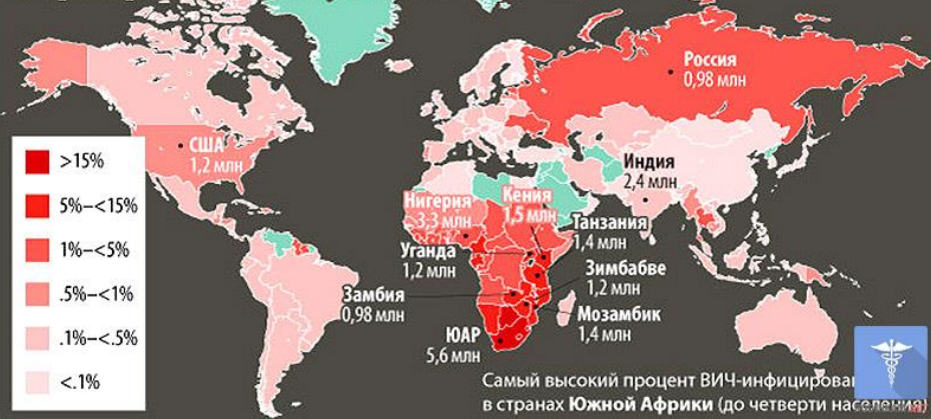 Россия
0,98 млн
США
1,2 млн
>15%
5%–<15%
1%–<5%
.5%–<1%
.1%–<.5%
<.1%
Индия
2,4 млн
Нигерия
3,3 млн
Кения
1,5 млн
Танзания
1,4 млн
Уганда
1,2 млн
Зимбабве
1,2 млн
Замбия
0,98 млн
Мозамбик
1,4 млн
ЮАР
5,6 млн
Самый высокий процент
в странах Южной Африки (до четверти населения)